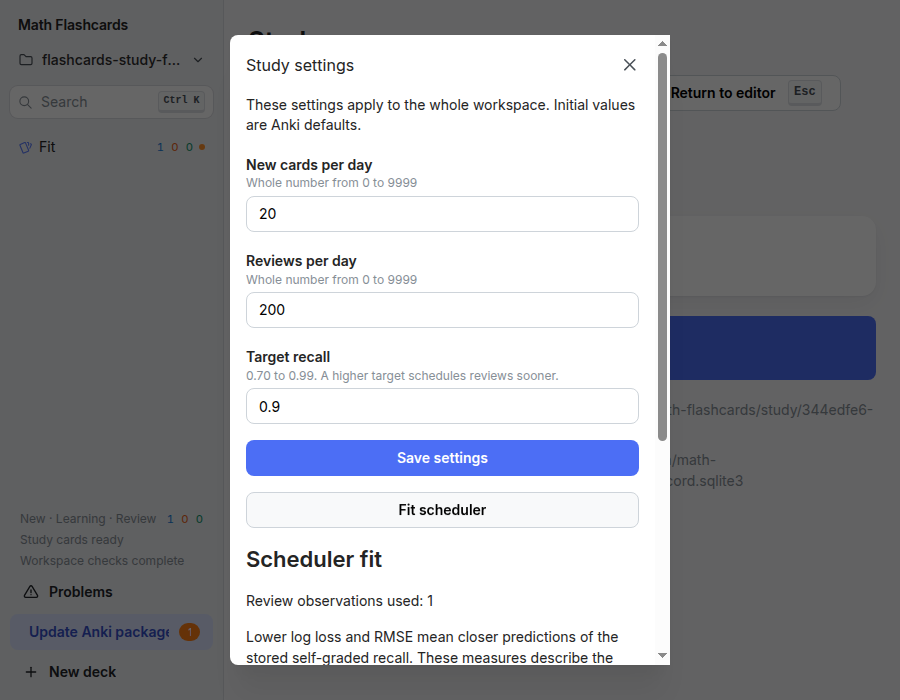 Math Flashcards
flashcards-study-f...
Search
Ctrl K
Fit
1 0 0
New · Learning · Review 1 0 0
Study cards ready
Workspace checks complete
Problems
Update Anki package
1
New deck
Return to editor
Esc
Study settings
These settings apply to the whole workspace. Initial values
are Anki defaults.
New cards per day
Whole number from 0 to 9999
20
Reviews per day
Whole number from 0 to 9999
200
Target recall
0.70 to 0.99. A higher target schedules reviews sooner.
0.9
Save settings
Fit scheduler
Scheduler fit
Review observations used: 1
Lower log loss and RMSE mean closer predictions of the
stored self-graded recall. These measures describe the
h-flashcards/study/344edfe6-
/math-
cord.sqlite3